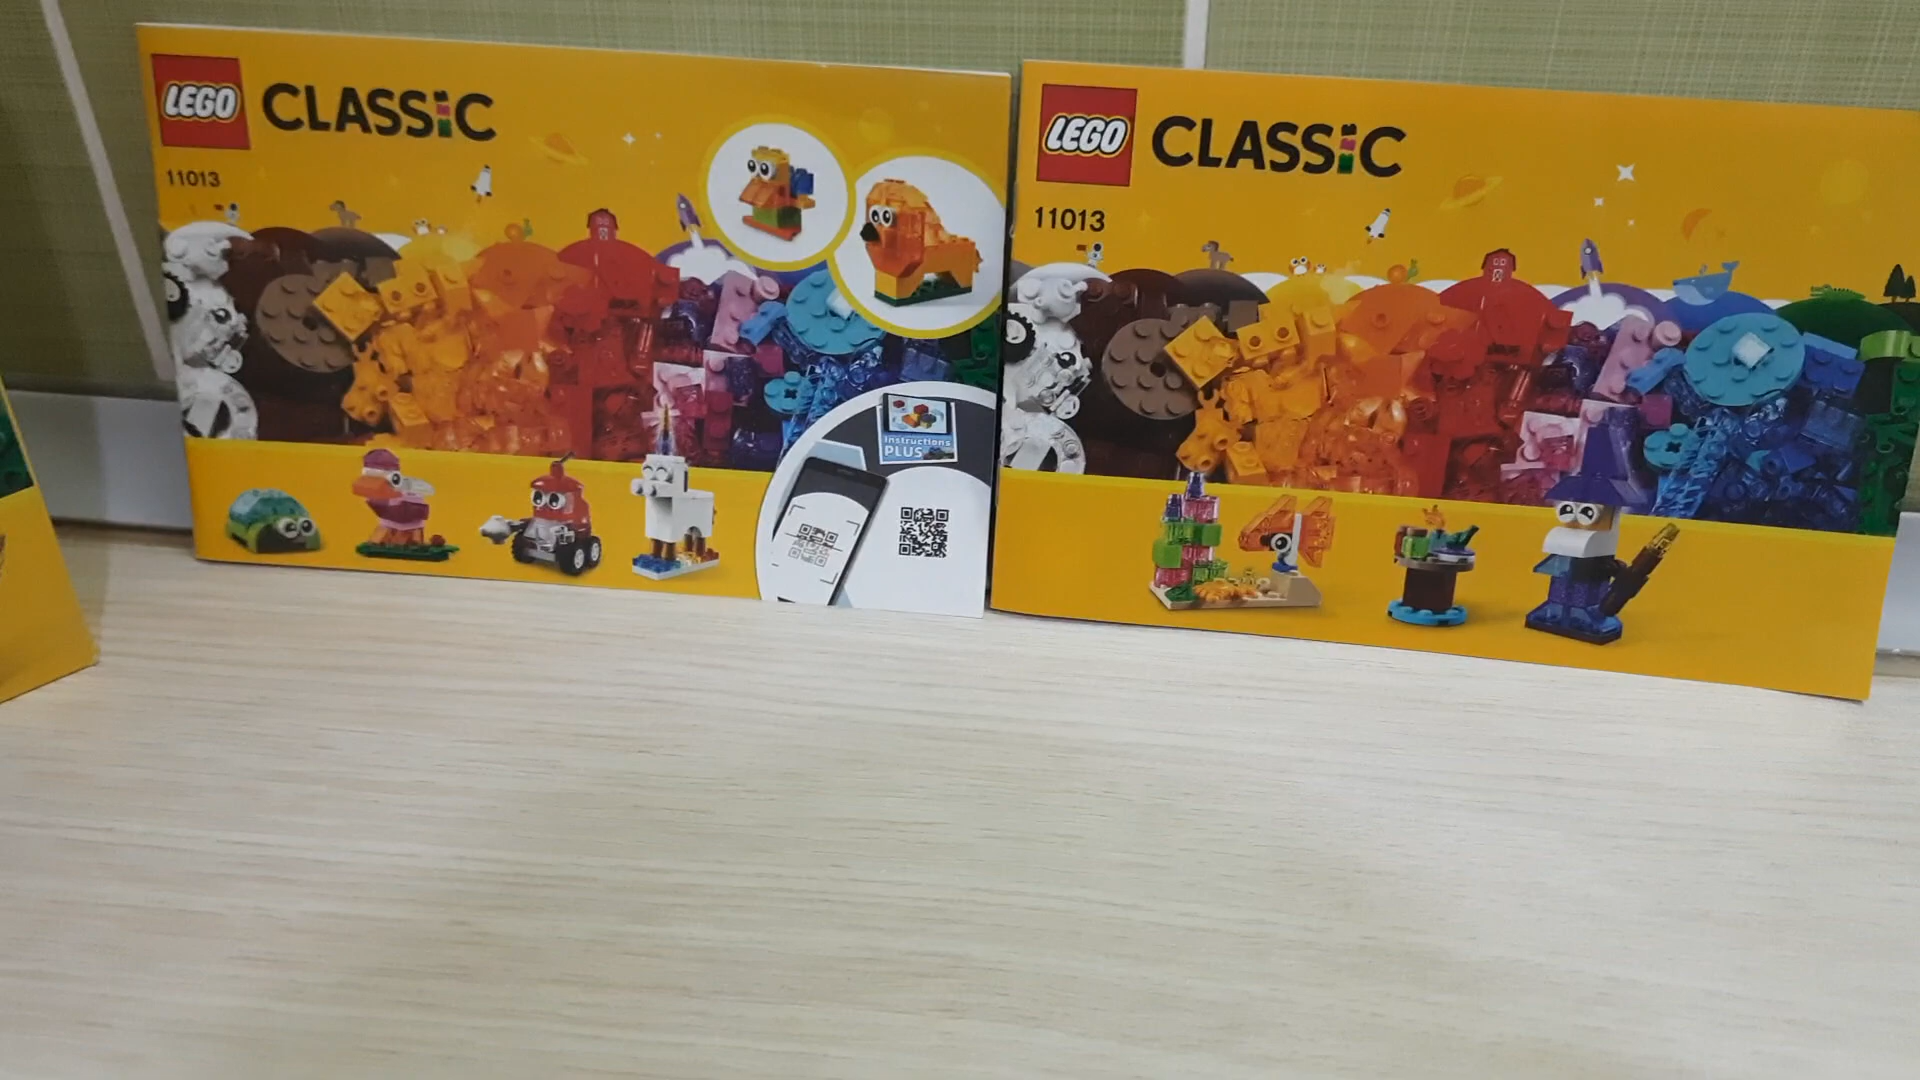 LEGO CLASSiC
11013
Instructions
PLUS
LEGO CLASSiC
11013